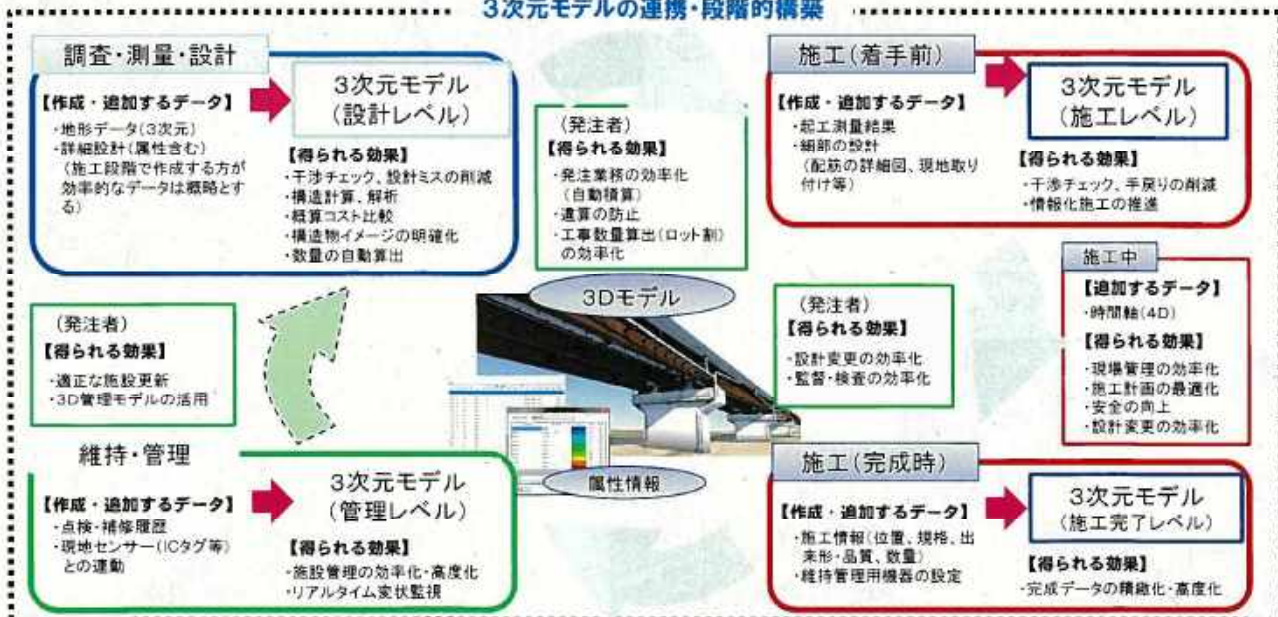 3次元モデルの連携・段階的構築
調査・測量・設計
【作成・追加するデータ】
・地形データ(3次元)
・詳細設計(属性含む)
(施工段階で作成する方が
効率的なデータは概略とす
る)
3次元モデル
(設計レベル)
【得られる効果】
・干渉チェック、設計ミスの削減
・構造計算、解析
・概算コスト比較
・構造物イメージの明確化
・数量の自動算出
(発注者)
【得られる効果】
・発注業務の効率化
(自動積算)
・違算の防止
・工事数量算出(ロット割)
の効率化
施工(着手前)
【作成・追加するデータ】
・起工測量結果
・細部の設計
(配筋の詳細図、現地取り
付け等)
3次元モデル
(施工レベル)
【得られる効果】
・干渉チェック、手戻りの削減
・情報化施工の推進
施工中
【追加するデータ】
・時間軸(4D)
【得られる効果】
・現場管理の効率化
・施工計画の最適化
・安全の向上
・設計変更の効率化
3Dモデル
属性情報
(発注者)
【得られる効果】
・設計変更の効率化
・監督・検査の効率化
(発注者)
【得られる効果】
・適正な施設更新
・3D管理モデルの活用
維持・管理
【作成・追加するデータ】
・点検・補修履歴
・現地センサー(ICタグ等)
との連動
3次元モデル
(管理レベル)
【得られる効果】
・施設管理の効率化・高度化
・リアルタイム変状監視
施工(完成時)
【作成・追加するデータ】
・施工情報(位置、規格、出
来形・品質、数量)
・維持管理用機器の設定
3次元モデル
(施工完了レベル)
【得られる効果】
・完成データの精緻化・高度化